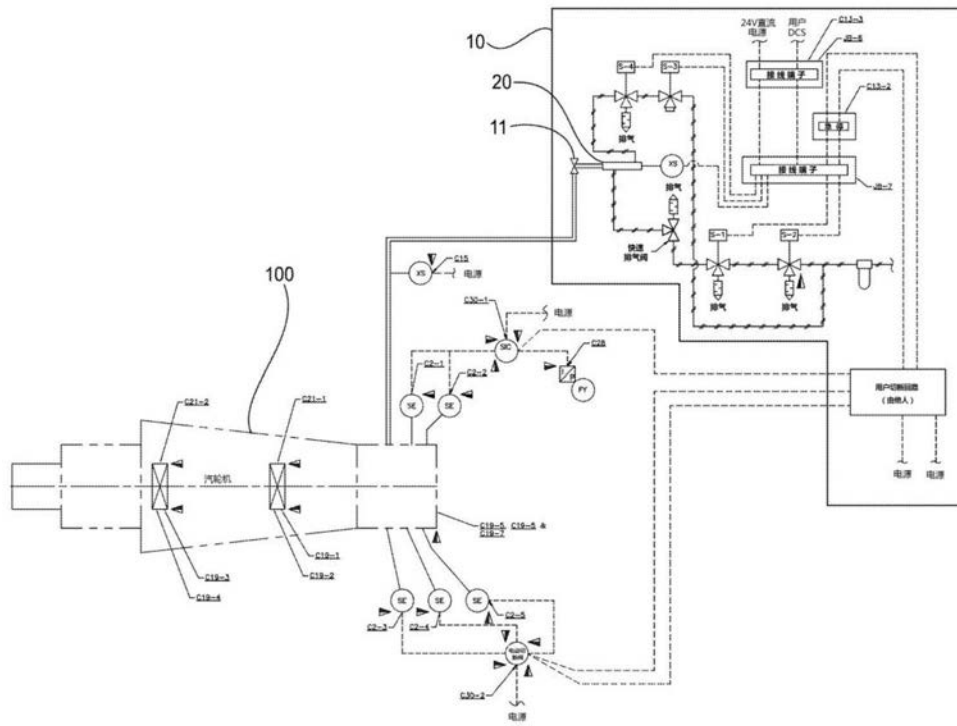 10
24V直流
电源
用户
DCS
C13-3
JB-6
接线端子
S-4
S-3
C13-2
20
11
排气
XS
接线端子
JB-7
排气
S-1
S-2
快速
排气阀
排气
排气
C15
XS
电源
100
C30-1
电源
SIC
C28
C2-1
C2-2
PY
SE
SE
用户切断回路
(由他人)
电源
电源
C21-2
C21-1
汽轮机
C19-5 C19-5 &
C19-7
C19-3
C19-1
C19-4
C19-2
SE
SE
SE
C2-3
C2-4
C2-5
C30-2
电源